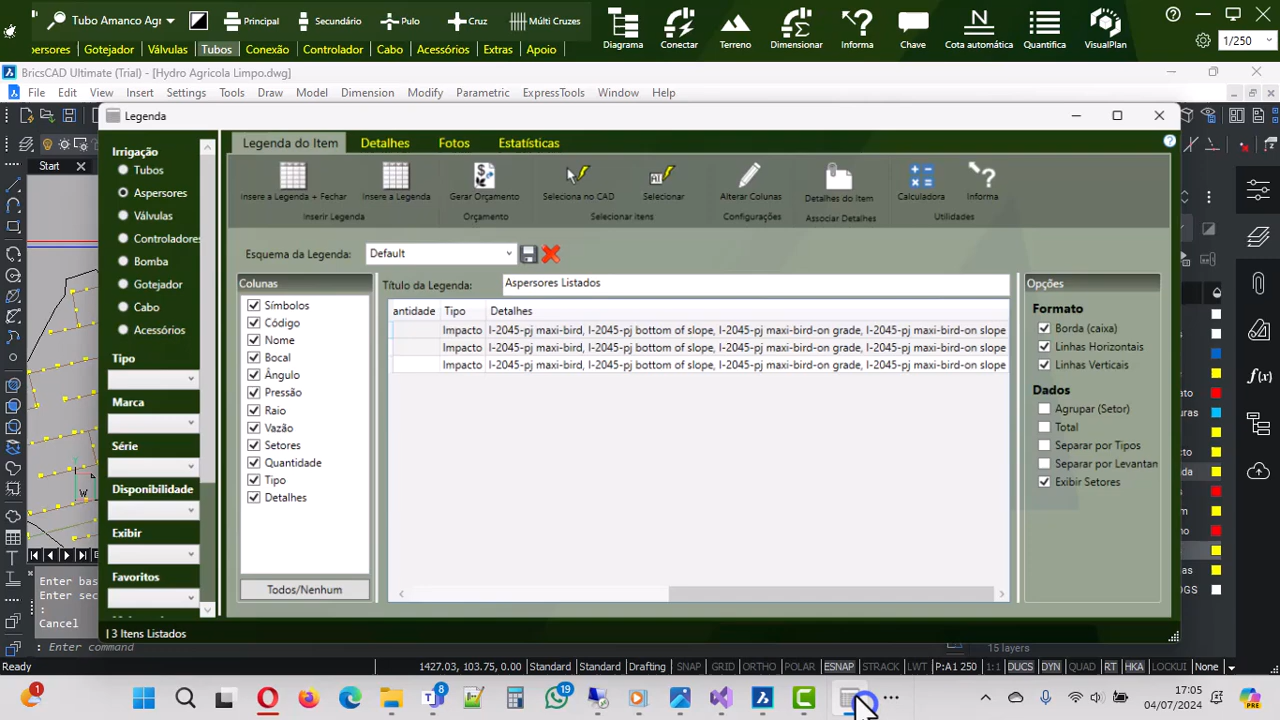 Tubo Amanco Agr
Principal
Secundário
Pulo
Cruz
Múlti Cruzes
Diagrama
Conectar
Terreno
Dimensionar
Informa
Chave
Cota automática
Quantifica
VisualPlan
1/250
persores
Gotejador
Válvulas
Tubos
Conexão
Controlador
Cabo
Acessórios
Extras
Apoio
BricsCAD Ultimate (Trial) - [Hydro Agricola Limpo.dwg]
File Edit View Insert Settings Tools Draw Model Dimension Modify Parametric ExpressTools Window Help
Legenda
Start
Irrigação
Tubos
Aspersores
Válvulas
Controladores
Bomba
Gotejador
Cabo
Acessórios
Tipo
Marca
Série
Disponibilidade
Exibir
Favoritos
Legenda do Item
Detalhes
Fotos
Estatísticas
Insere a Legenda + Fechar
Insere a Legenda
Inserir Legenda
Gerar Orçamento
Orçamento
Seleciona no CAD
Selecionar
Selecionar itens
Alterar Colunas
Configurações
Detalhes do item
Associar Detalhes
Calculadora
Informa
Utilidades
Esquema da Legenda:
Default
Colunas
Símbolos
Código
Nome
Bocal
Ângulo
Pressão
Raio
Vazão
Setores
Quantidade
Tipo
Detalhes
Todos/Nenhum
Título da Legenda:
Aspersores Listados
antidade Tipo Detalhes
Impacto I-2045-pj maxi-bird, I-2045-pj bottom of slope, I-2045-pj maxi-bird-on grade, I-2045-pj maxi-bird-on slope
Impacto I-2045-pj maxi-bird, I-2045-pj bottom of slope, I-2045-pj maxi-bird-on grade, I-2045-pj maxi-bird-on slope
Impacto I-2045-pj maxi-bird, I-2045-pj bottom of slope, I-2045-pj maxi-bird-on grade, I-2045-pj maxi-bird-on slope
Opções
Formato
Borda (caixa)
Linhas Horizontais
Linhas Verticais
Dados
Agrupar (Setor)
Total
Separar por Tipos
Separar por Levantan
Exibir Setores
3 Itens Listados
Enter bas
Enter sec
:
Cancel
: Enter command
15 layers
Ready
1427.03, 103.75, 0.00 Standard Standard Drafting SNAP GRID ORTHO POLAR ESNAP STRACK LWT P:A1 250 1:1 DUCS DYN QUAD RT HKA LOCKUI None
17:05
04/07/2024